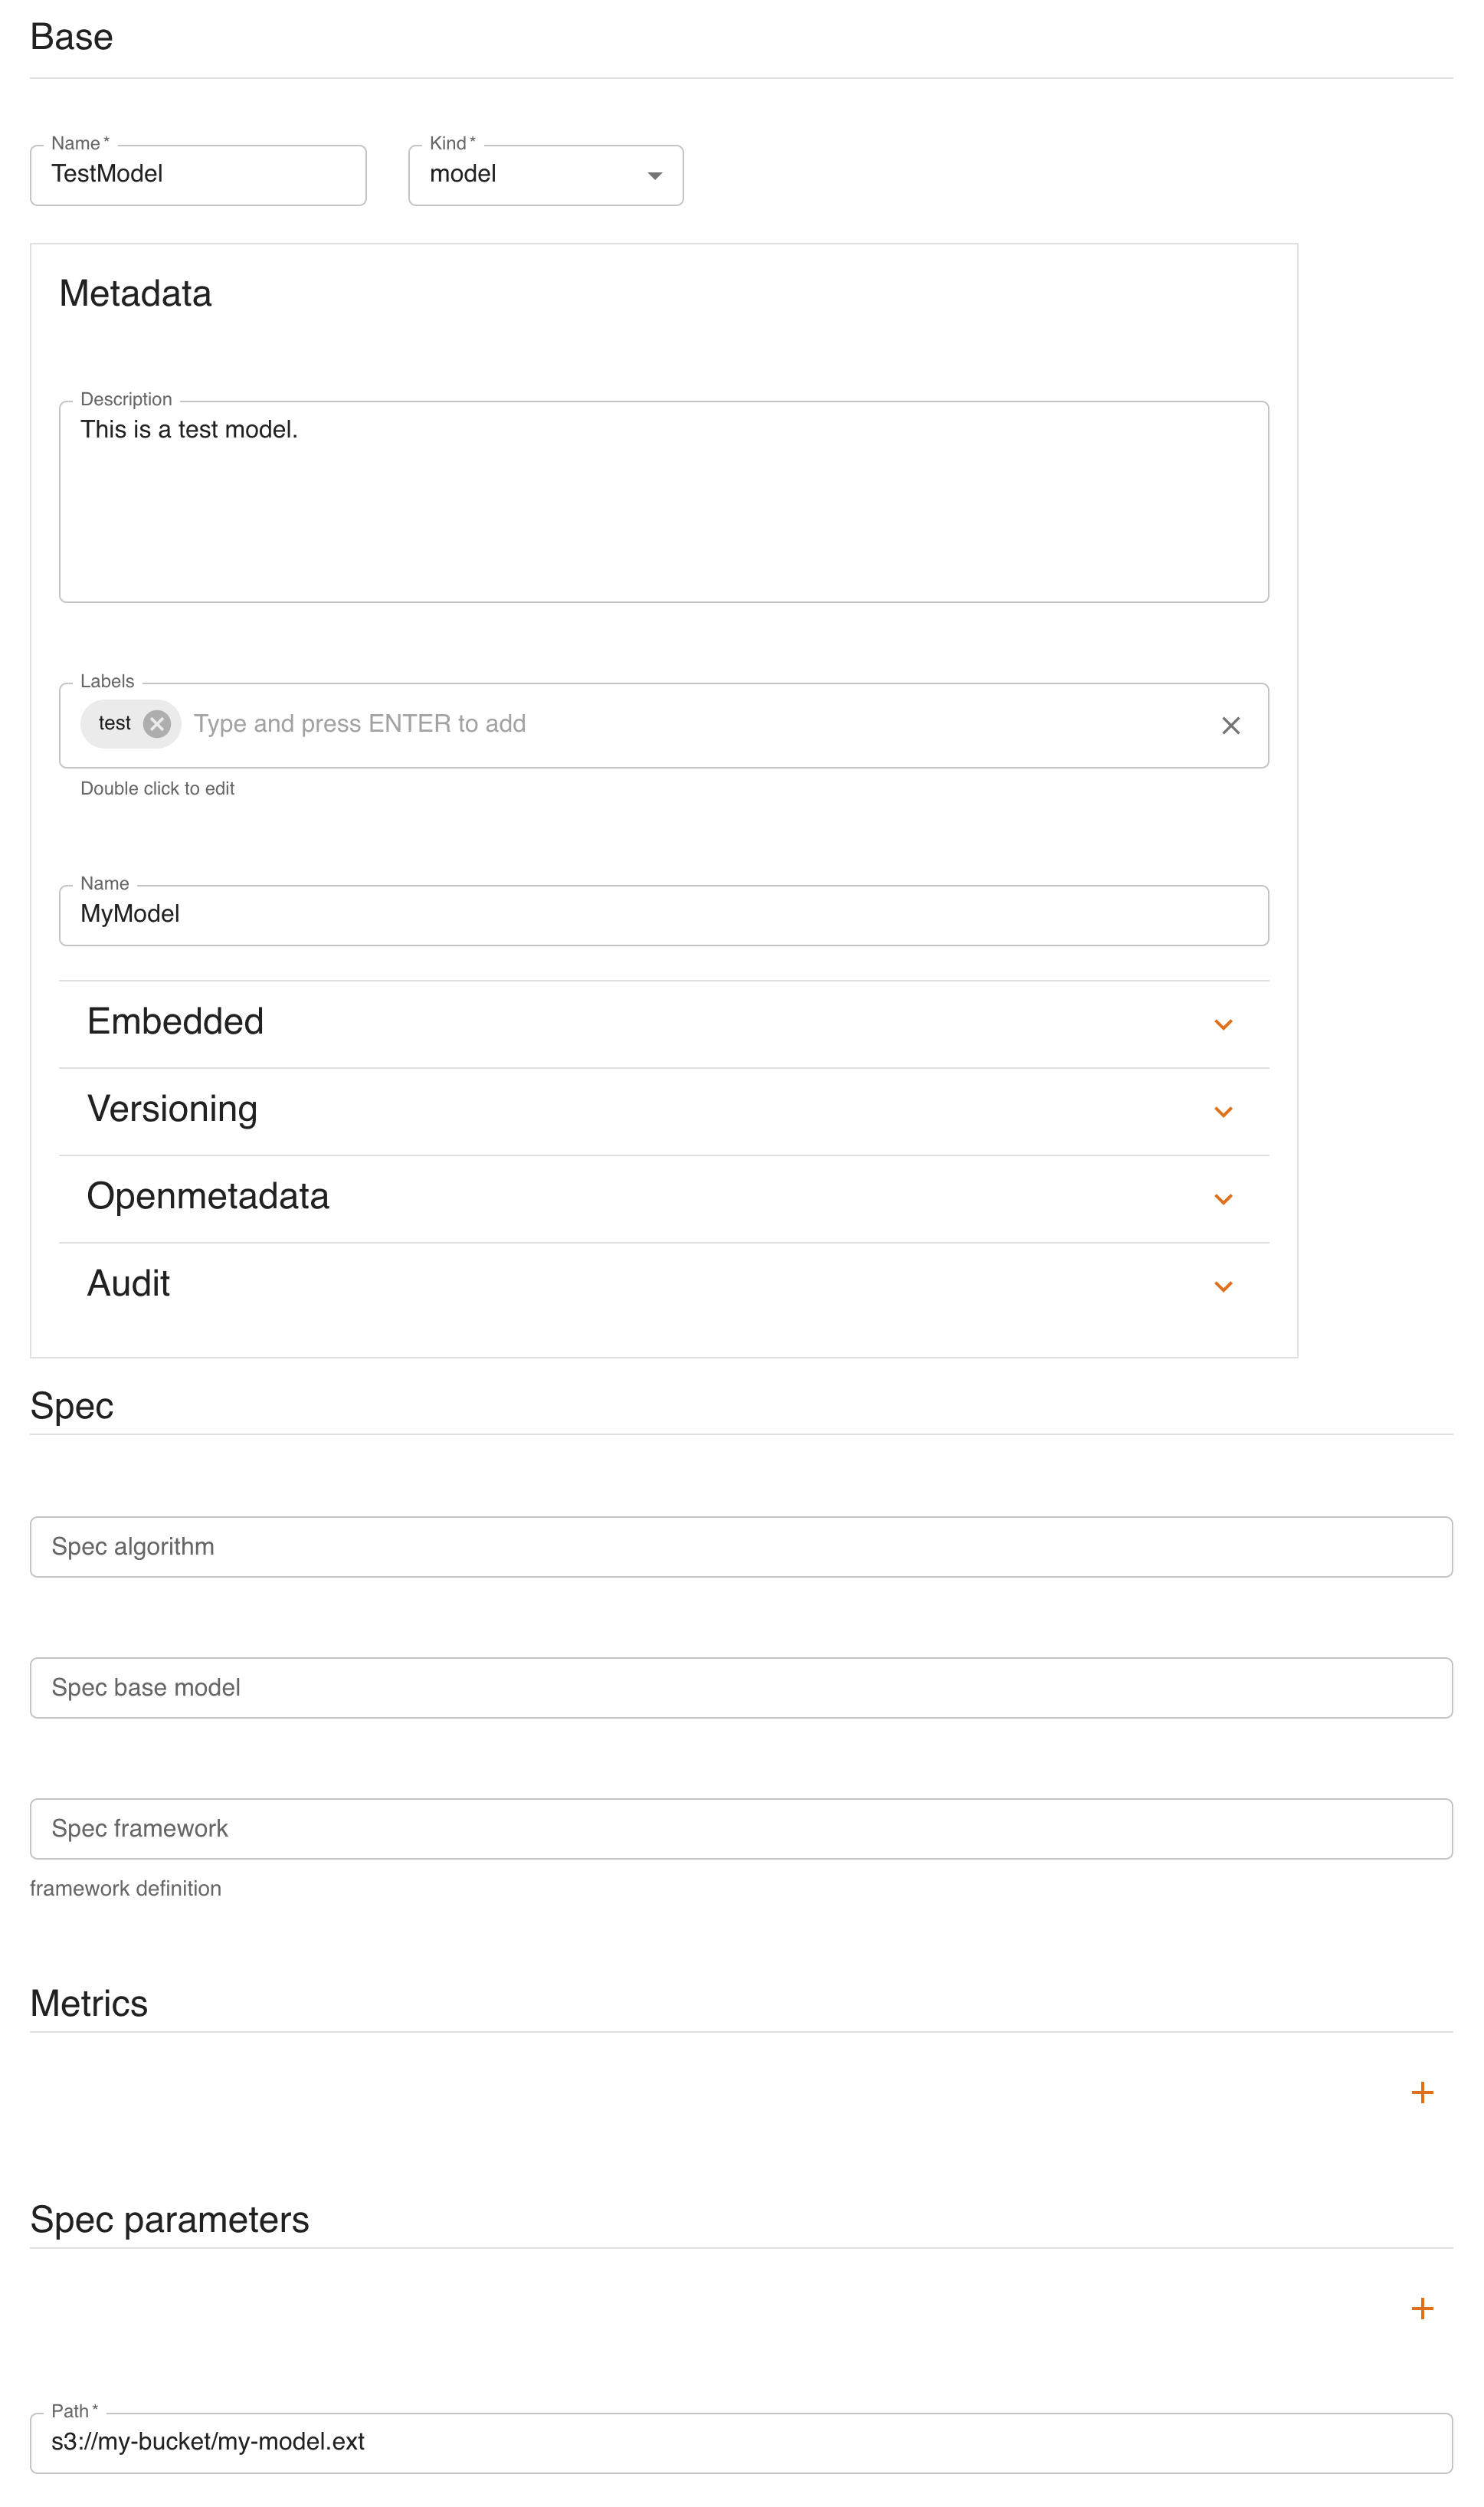 Base
Name *
TestModel
Kind *
model
Metadata
Description
This is a test model.
Labels
test
Type and press ENTER to add
Double click to edit
Name
MyModel
Embedded
Versioning
Openmetadata
Audit
Spec
Spec algorithm
Spec base model
Spec framework
framework definition
Metrics
Spec parameters
Path *
s3://my-bucket/my-model.ext